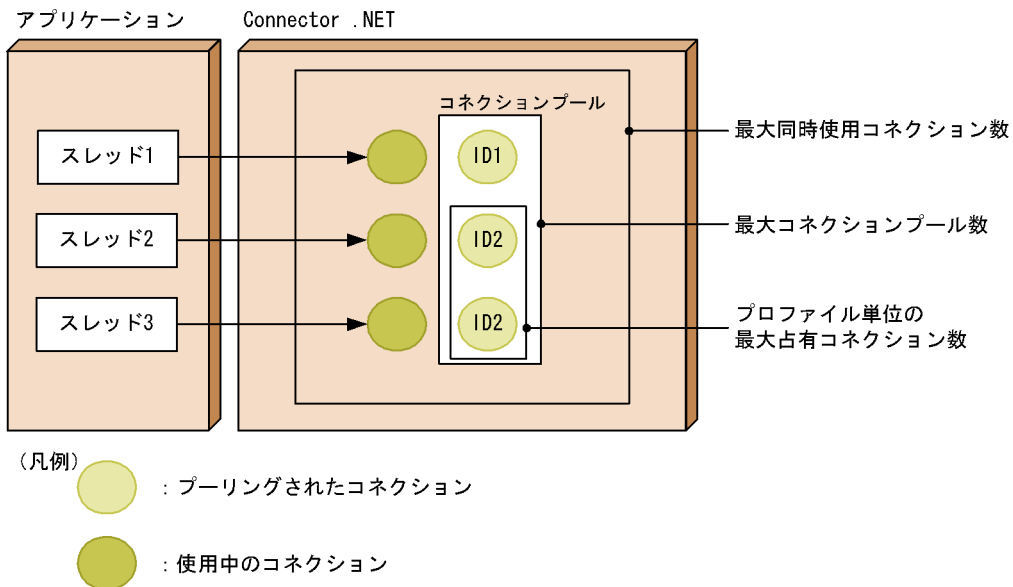 アプリケーション
Connector .NET
コネクションプール
スレッド1
ID1
最大同時使用コネクション数
スレッド2
ID2
最大コネクションプール数
スレッド3
ID2
プロファイル単位の
最大占有コネクション数
(凡例)
:プーリングされたコネクション
:使用中のコネクション